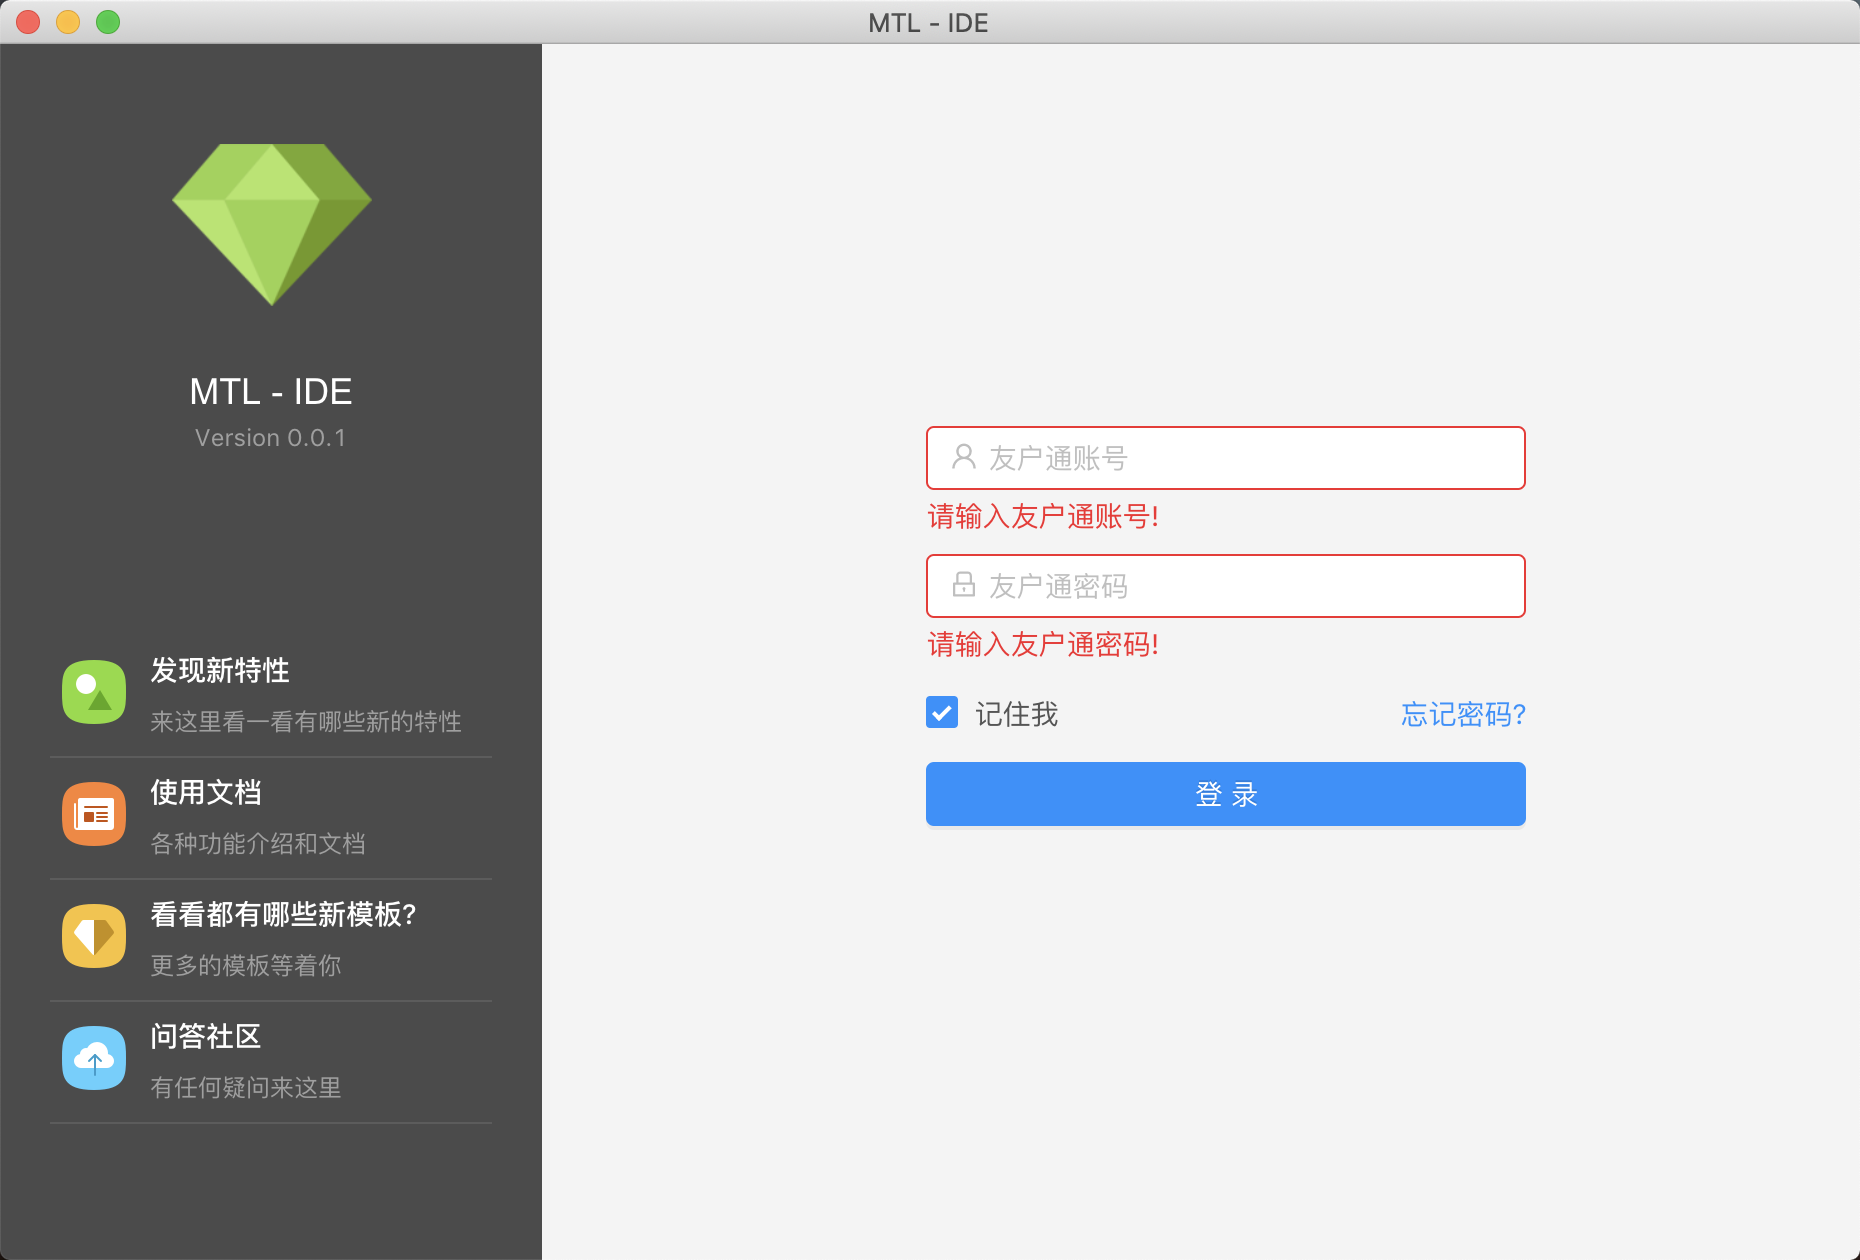 MTL - IDE
MTL - IDE
Version 0.0.1
发现新特性
来这里看一看有哪些新的特性
使用文档
各种功能介绍和文档
看看都有哪些新模板?
更多的模板等着你
问答社区
有任何疑问来这里
友户通账号
请输入友户通账号!
友户通密码
请输入友户通密码!
记住我 忘记密码?
登 录